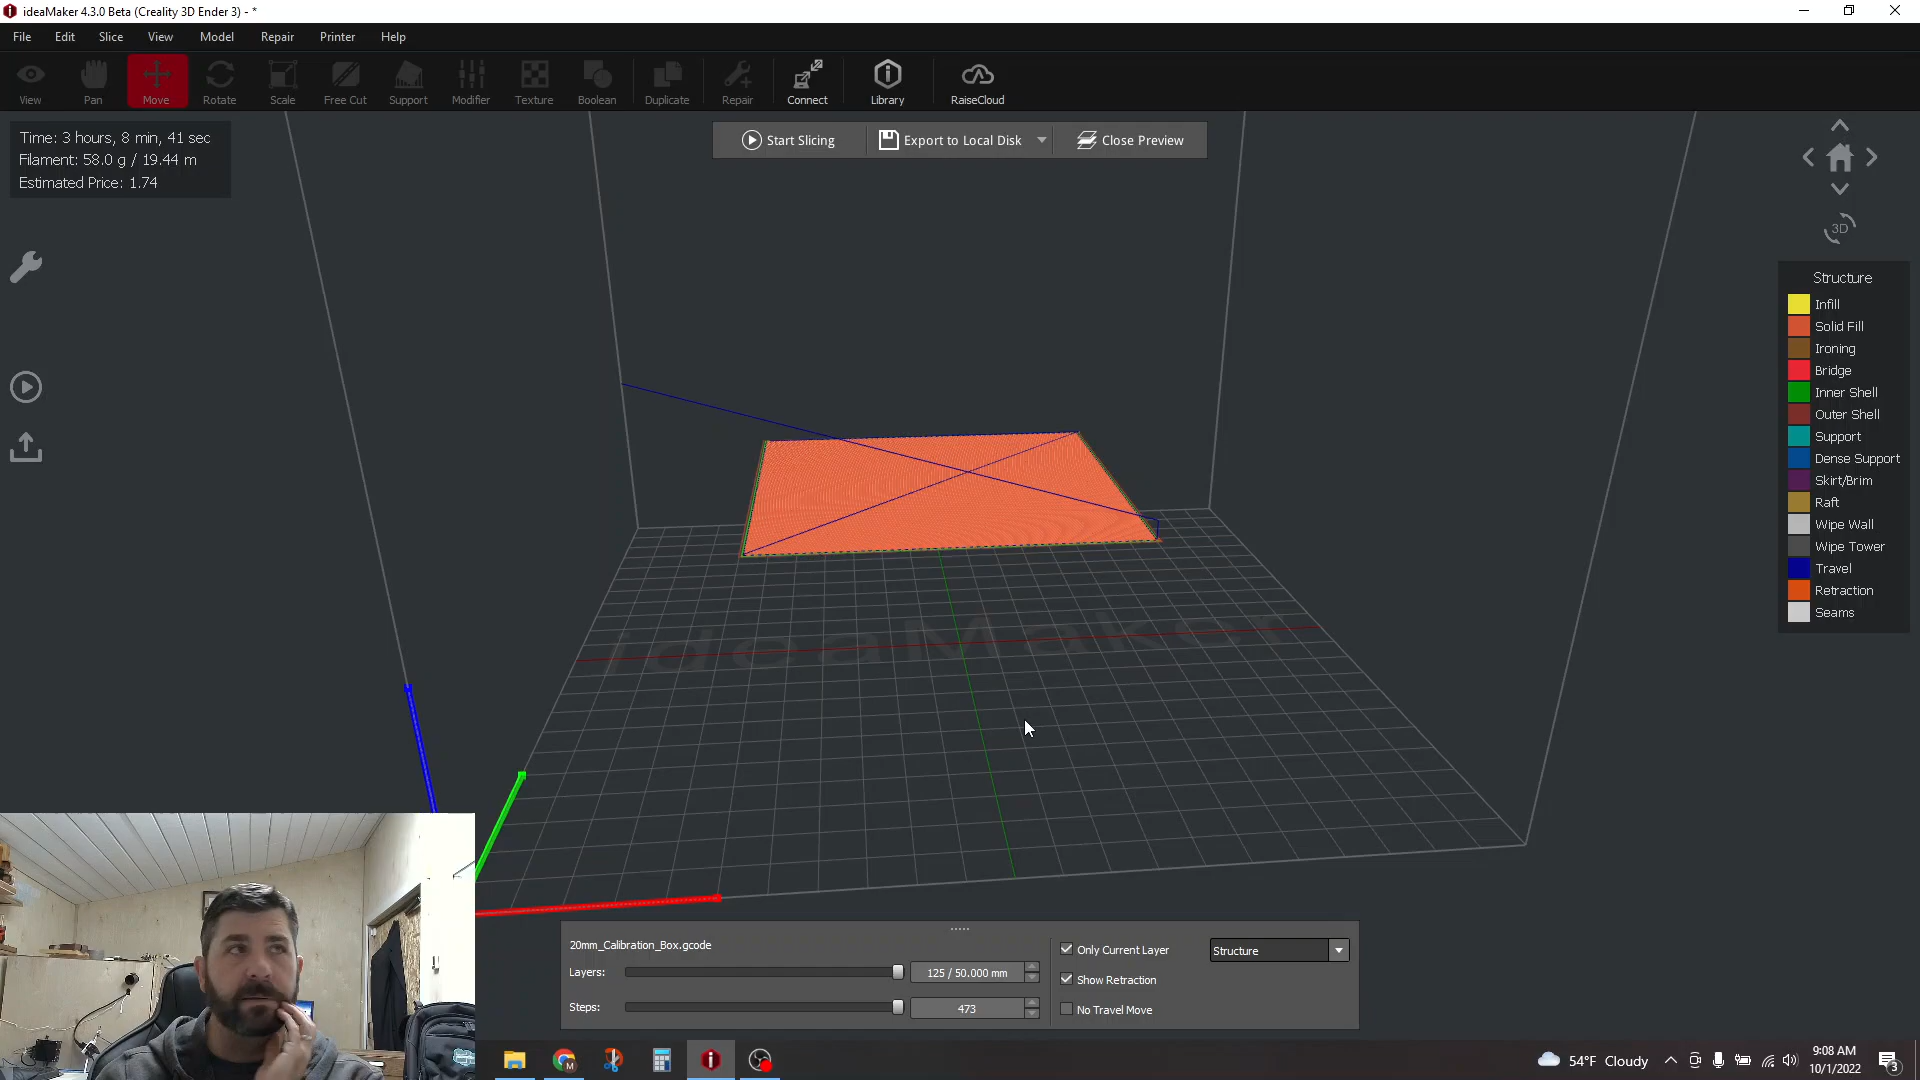 ideaMaker 4.3.0 Beta (Creality 3D Ender 3) - *
File Edit Slice View Model Repair Printer Help
View Pan Move Rotate Scale Free Cut Support Modifier Texture Boolean Duplicate Repair Connect Library RaiseCloud
Time: 3 hours, 8 min, 41 sec
Filament: 58.0 g / 19.44 m
Estimated Price: 1.74
Start Slicing Export to Local Disk Close Preview
3D
Structure
Infill
Solid Fill
Ironing
Bridge
Inner Shell
Outer Shell
Support
Dense Support
Skirt/Brim
Raft
Wipe Wall
Wipe Tower
Travel
Retraction
Seams
ideaMaker
20mm_Calibration_Box.gcode
Layers: 125 / 50.000 mm
Steps: 473
Only Current Layer
Show Retraction
No Travel Move
Structure
54°F Cloudy
9:08 AM
10/1/2022
3